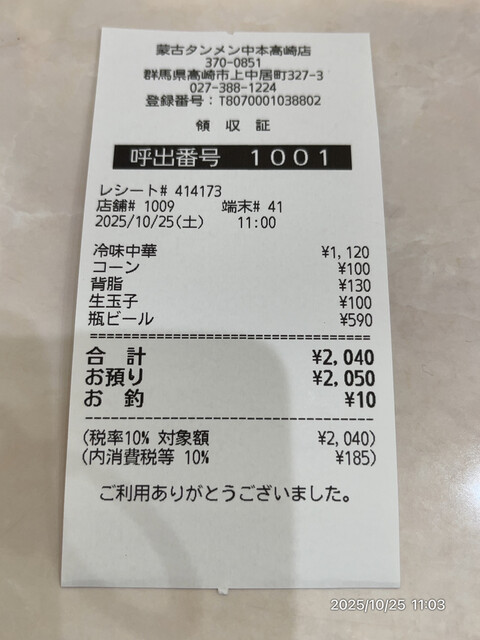 蒙古タンメン中本高崎店
370-0851
群馬県高崎市上中居町327-3
027-388-1224
登録番号：T8070001038802
領 収 証
呼出番号 1001
レシート# 414173
店舗# 1009 端末# 41
2025/10/25(土) 11:00
冷味中華 ¥1,120
コーン ¥100
背脂 ¥130
生玉子 ¥100
瓶ビール ¥590
合 計 ¥2,040
お預り ¥2,050
お 釣 ¥10
(税率10% 対象額 ¥2,040)
(内消費税等 10% ¥185)
ご利用ありがとうございました。
2025/10/25 11:03